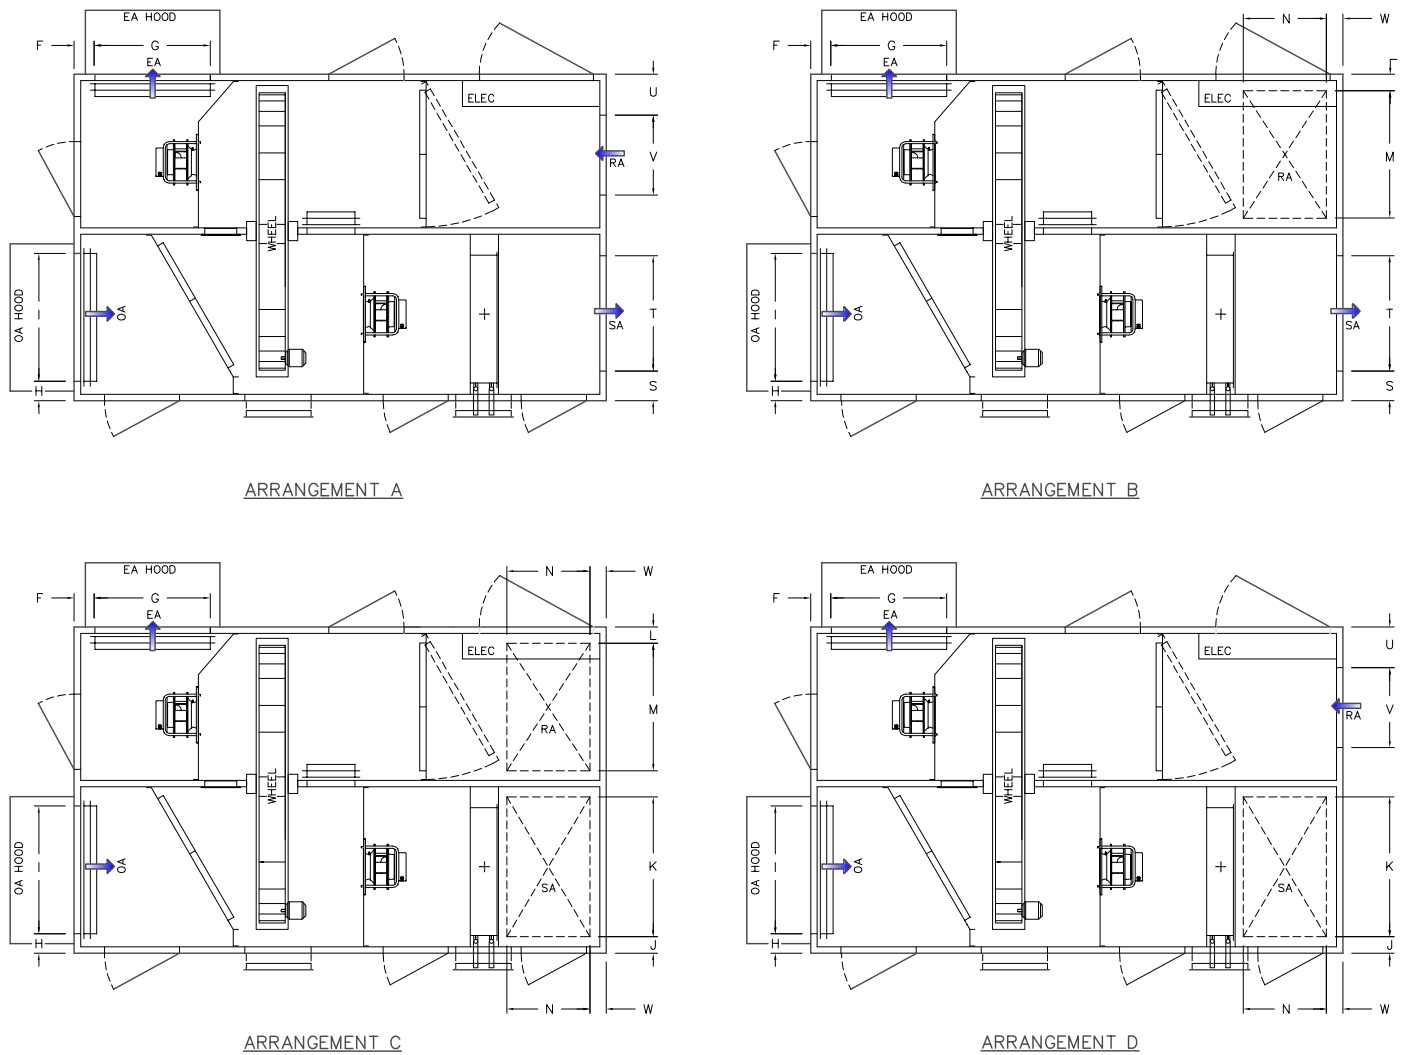 EA HOOD
F
G
EA
U
ELEC
V
RA
WHEEL
OA HOOD
OA
T
SA
H
S
ARRANGEMENT A
EA HOOD
N
W
F
G
EA
L
ELEC
M
RA
WHEEL
OA HOOD
OA
T
SA
H
S
ARRANGEMENT B
EA HOOD
N
W
F
G
EA
L
ELEC
M
RA
WHEEL
OA HOOD
OA
K
SA
H
J
N
W
ARRANGEMENT C
EA HOOD
F
G
EA
U
ELEC
V
RA
WHEEL
OA HOOD
OA
K
SA
H
J
N
W
ARRANGEMENT D